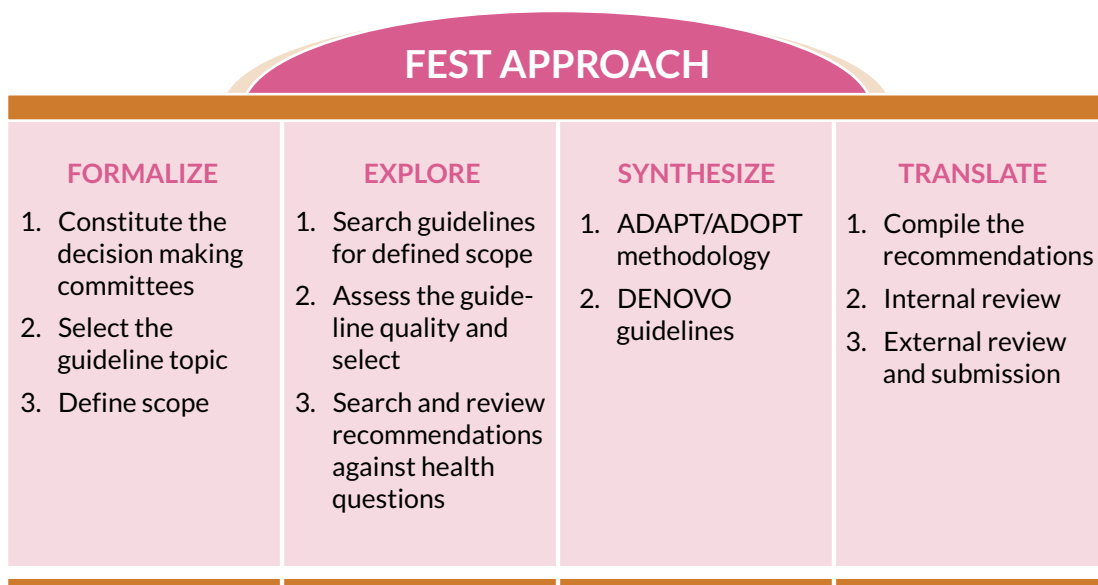 FEST APPROACH
FORMALIZE
1. Constitute the
decision making
committees
2. Select the
guideline topic
3. Define scope
EXPLORE
1. Search guidelines
for defined scope
2. Assess the guide-
line quality and
select
3. Search and review
recommendations
against health
questions
SYNTHESIZE
1. ADAPT/ADOPT
methodology
2. DENOVO
guidelines
TRANSLATE
1. Compile the
recommendations
2. Internal review
3. External review
and submission